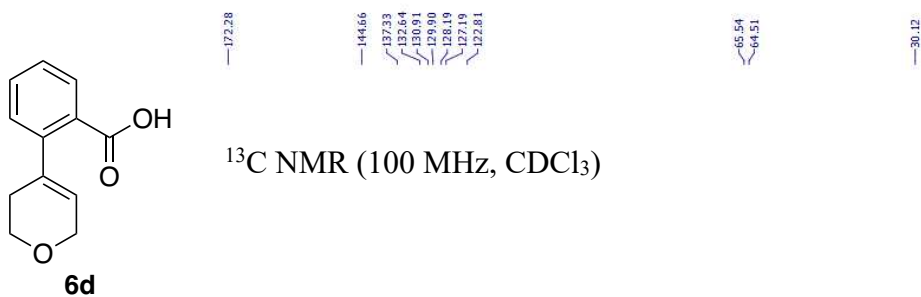 172.28
144.66
137.33
132.64
130.91
129.90
128.19
127.19
122.81
65.54
64.51
30.12
OH
O
O
6d
¹³C NMR (100 MHz, CDCl₃)